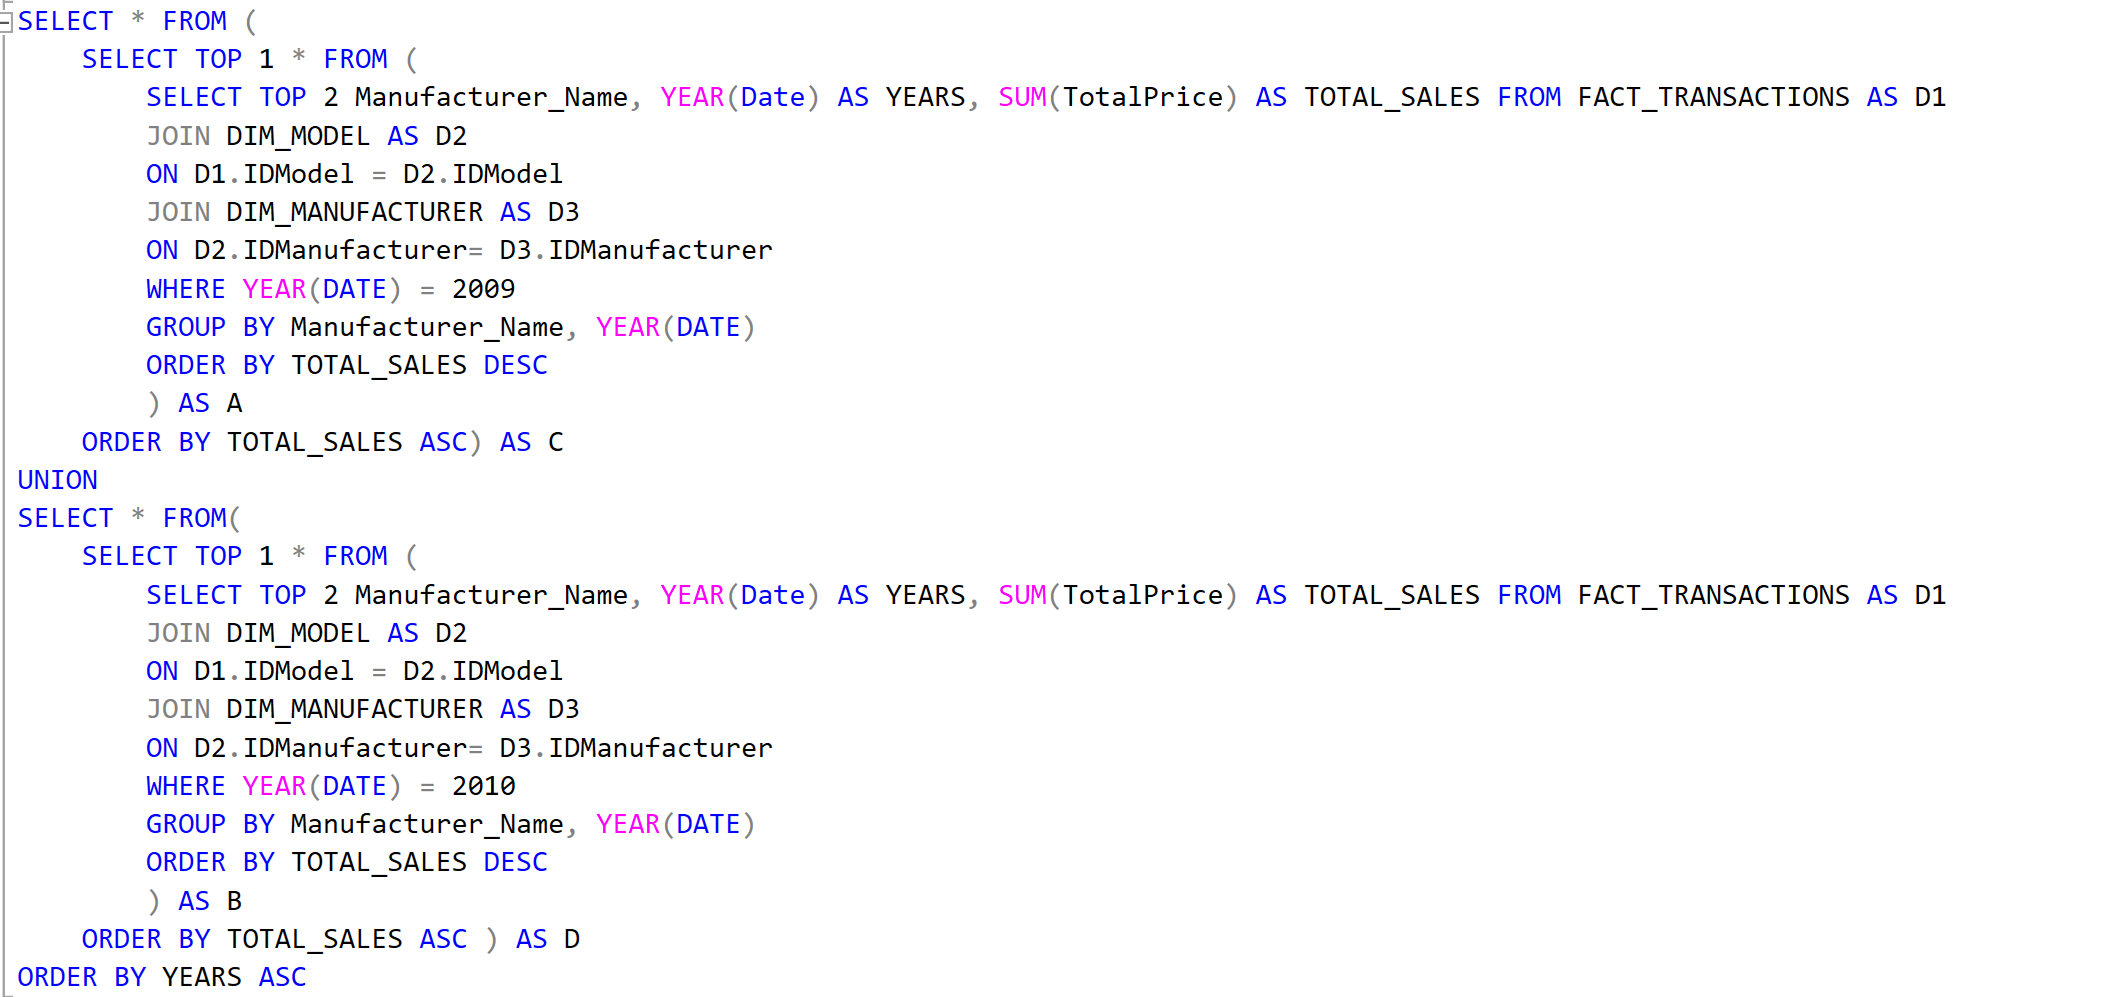 SELECT * FROM (
    SELECT TOP 1 * FROM (
        SELECT TOP 2 Manufacturer_Name, YEAR(Date) AS YEARS, SUM(TotalPrice) AS TOTAL_SALES FROM FACT_TRANSACTIONS AS D1
        JOIN DIM_MODEL AS D2
        ON D1.IDModel = D2.IDModel
        JOIN DIM_MANUFACTURER AS D3
        ON D2.IDManufacturer= D3.IDManufacturer
        WHERE YEAR(DATE) = 2009
        GROUP BY Manufacturer_Name, YEAR(DATE)
        ORDER BY TOTAL_SALES DESC
        ) AS A
    ORDER BY TOTAL_SALES ASC) AS C
UNION
SELECT * FROM(
    SELECT TOP 1 * FROM (
        SELECT TOP 2 Manufacturer_Name, YEAR(Date) AS YEARS, SUM(TotalPrice) AS TOTAL_SALES FROM FACT_TRANSACTIONS AS D1
        JOIN DIM_MODEL AS D2
        ON D1.IDModel = D2.IDModel
        JOIN DIM_MANUFACTURER AS D3
        ON D2.IDManufacturer= D3.IDManufacturer
        WHERE YEAR(DATE) = 2010
        GROUP BY Manufacturer_Name, YEAR(DATE)
        ORDER BY TOTAL_SALES DESC
        ) AS B
    ORDER BY TOTAL_SALES ASC ) AS D
ORDER BY YEARS ASC